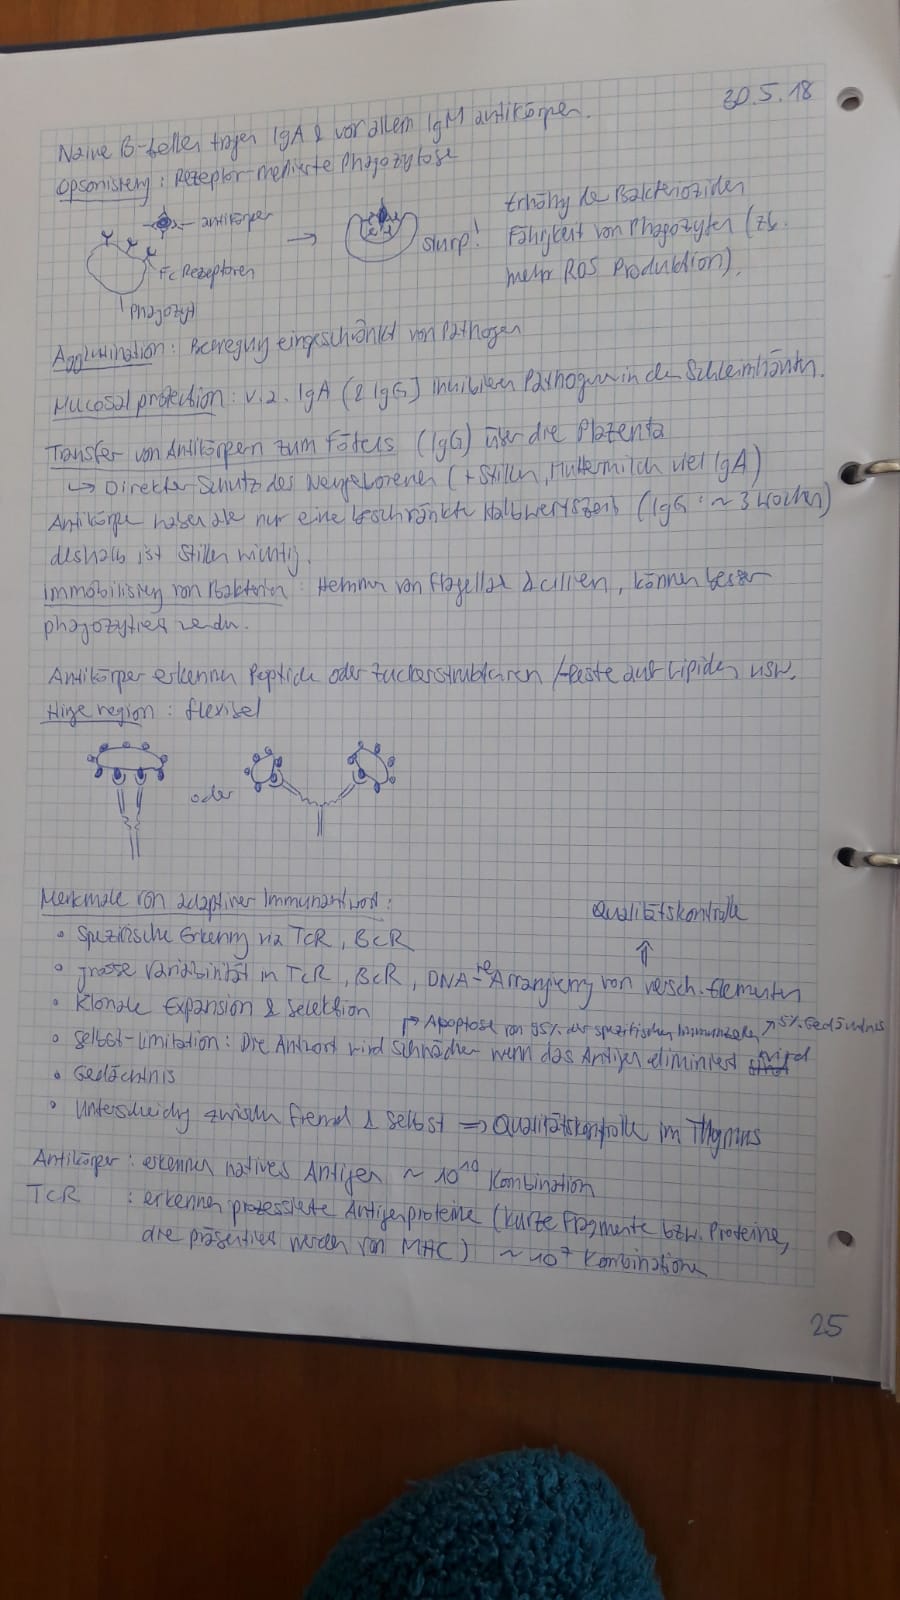 30.5.18
Naive B-Zellen tragen IgA & vor allem IgM antikörper.
Opsonisierung: Rezeptor-mediierte Phagozytose
antikörper
Fc Rezeptoren
Phagozyt
slurp!
Erhöhung der Bakterioziden
Fähigkeit von Phagozyten (zb.
mehr ROS Produktion).
Agglutination: Bewegung eingeschränkt von Pathogen
Mucosal protection: v.a. IgA (& IgG) inhibieren Pathogene in den Schleimhäuten.
Transfer von Antikörpern zum Fötus (IgG) über die Plazenta
↳ Direkter Schutz des Neugeborenen (+ Stillen, Muttermilch viel IgA)
Antikörper haben aber nur eine beschränkte Halbwertszeit (IgG: ~ 3 Wochen)
deshalb ist Stillen wichtig.
Immobilisierung von Bakterien: Hemmen von Flagellae & cilien, können besser
phagozytiert werden.
Antikörper erkennen Peptide oder Zuckerstrukturen / Reste auf Lipiden usw.
Hinge region: flexibel
oder
Merkmale von adaptiver Immunantwort:
Qualitätskontrolle
⇑
• Spezifische Erkennung via TcR, BcR
• grosse Variabinität in TcR, BcR, DNA-re Arrangierung von versch. Elementen
• Klonale Expansion & Selektion
↱ Apoptose von 95% der spezifischen Immunzellen ↗ 5% Gedächtnis
• Selbst-Limitation: Die Antwort wird schwächer wenn das Antigen eliminiert wird
• Gedächtnis
• Unterscheidung zwischen fremd & selbst ⇒ Qualitätskontrolle im Thymus
Antikörper: erkennen natives Antigen ~ 10^10 Kombination
TcR : erkennen prozessierte Antigenproteine (kurze Fragmente bzw. Proteine,
die präsentiert werden von MHC) ~ 10^7 Kombinationen
25